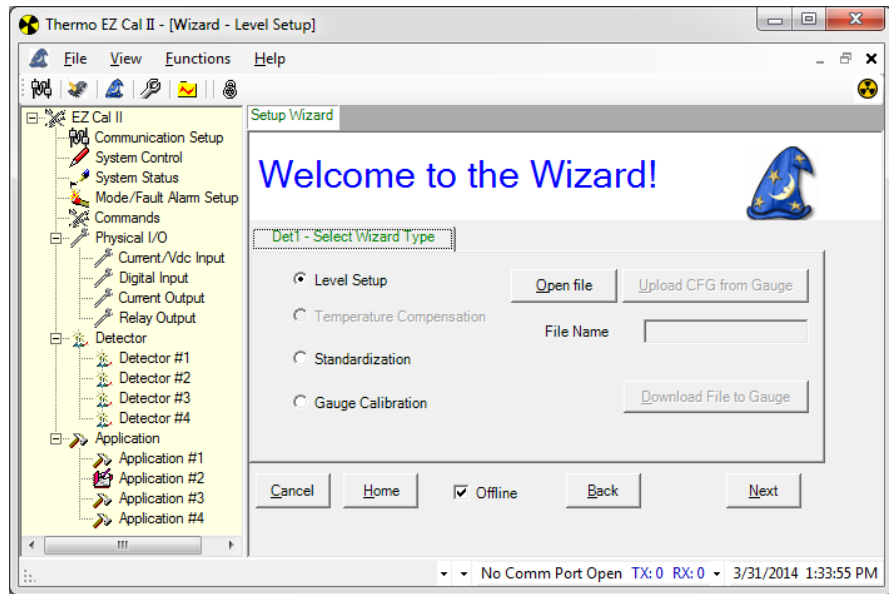 Thermo EZ Cal II - [Wizard - Level Setup]
File View Functions Help
EZ Cal II
Communication Setup
System Control
System Status
Mode/Fault Alarm Setup
Commands
Physical I/O
Current/Vdc Input
Digital Input
Current Output
Relay Output
Detector
Detector #1
Detector #2
Detector #3
Detector #4
Application
Application #1
Application #2
Application #3
Application #4
Setup Wizard
Welcome to the Wizard!
Det1 - Select Wizard Type
Level Setup
Open file
Upload CFG from Gauge
Temperature Compensation
File Name
Standardization
Gauge Calibration
Download File to Gauge
Cancel
Home
Offline
Back
Next
No Comm Port Open TX: 0 RX: 0 3/31/2014 1:33:55 PM